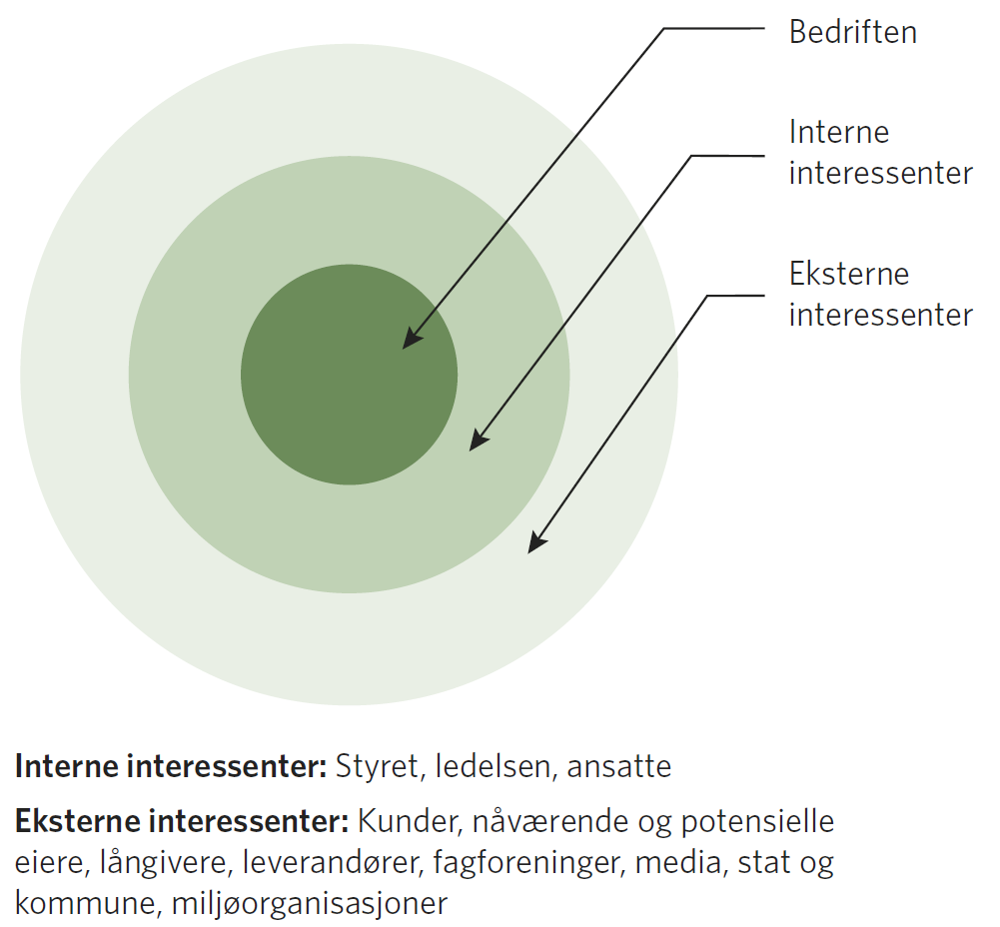 Bedriften
Interne
interessenter
Eksterne
interessenter
Interne interessenter: Styret, ledelsen, ansatte
Eksterne interessenter: Kunder, nåværende og potensielle
eiere, långivere, leverandører, fagforeninger, media, stat og
kommune, miljøorganisasjoner